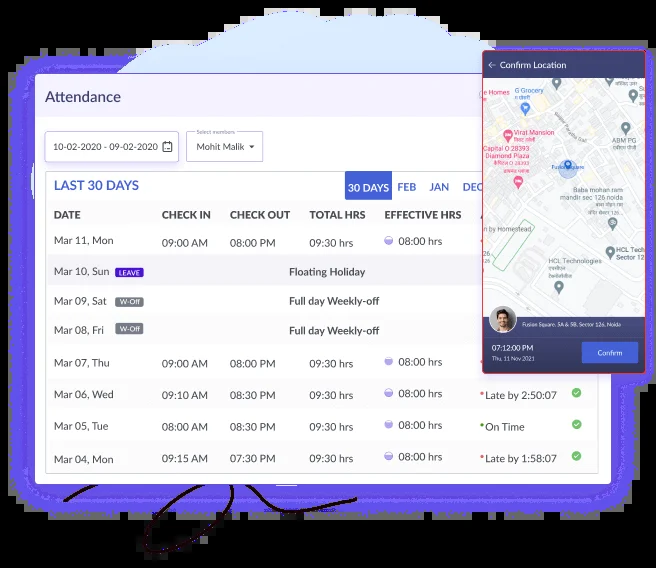 Attendance
10-02-2020 - 09-02-2020
Select members
Mohit Malik
LAST 30 DAYS
30 DAYS FEB JAN DEC
DATE CHECK IN CHECK OUT TOTAL HRS EFFECTIVE HRS
Mar 11, Mon 09:00 AM 08:00 PM 09:30 hrs 08:00 hrs
Mar 10, Sun LEAVE Floating Holiday
Mar 09, Sat W-Off Full day Weekly-off
Mar 08, Fri W-Off Full day Weekly-off
Mar 07, Thu 09:00 AM 08:00 PM 09:30 hrs 08:00 hrs
Mar 06, Wed 09:10 AM 08:30 PM 09:30 hrs 08:00 hrs Late by 2:50:07
Mar 05, Tue 08:00 AM 08:30 PM 09:30 hrs 08:00 hrs On Time
Mar 04, Mon 09:15 AM 07:30 PM 09:30 hrs 08:00 hrs Late by 1:58:07
Confirm Location
e Homes
G Grocery
Virat Mansion
Capital O 28393
Diamond Plaza
ABM PG
Fusion Square
Baba mohan ram
mandir sec 126 noida
n by Homestead
HCL Tech
Sector 12
HCL Technologies
Fusion Square, 5A & 5B, Sector 126, Noida
07:12:00 PM
Thu, 11 Nov 2021
Confirm